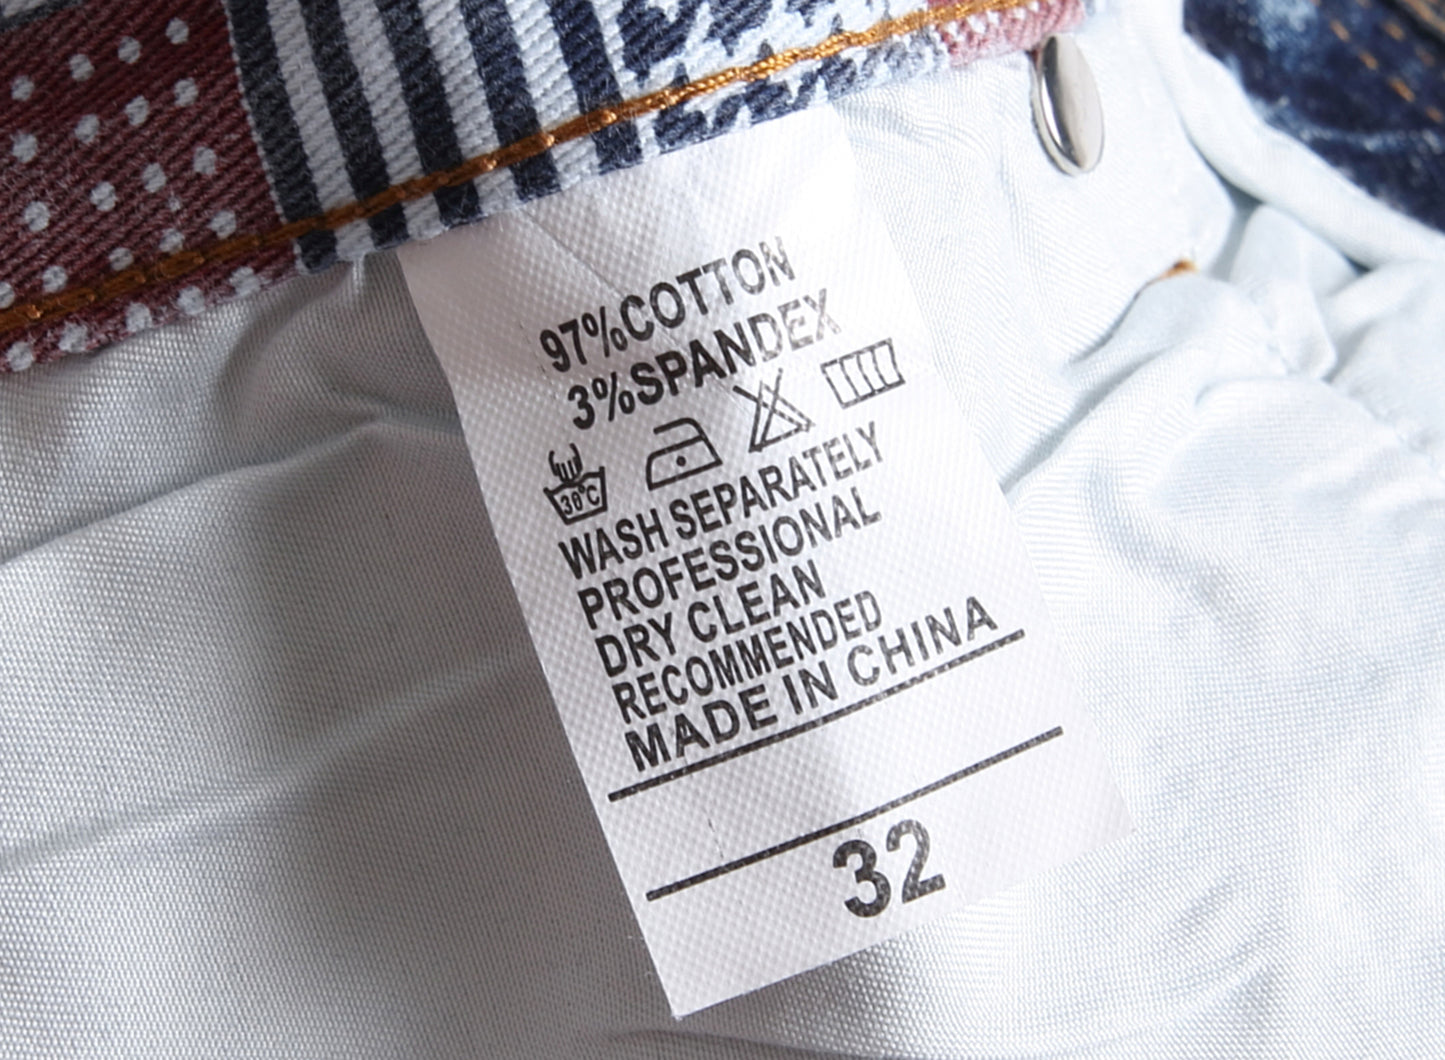 97%COTTON
3%SPANDEX
30°C
WASH SEPARATELY
PROFESSIONAL
DRY CLEAN
RECOMMENDED
MADE IN CHINA
32